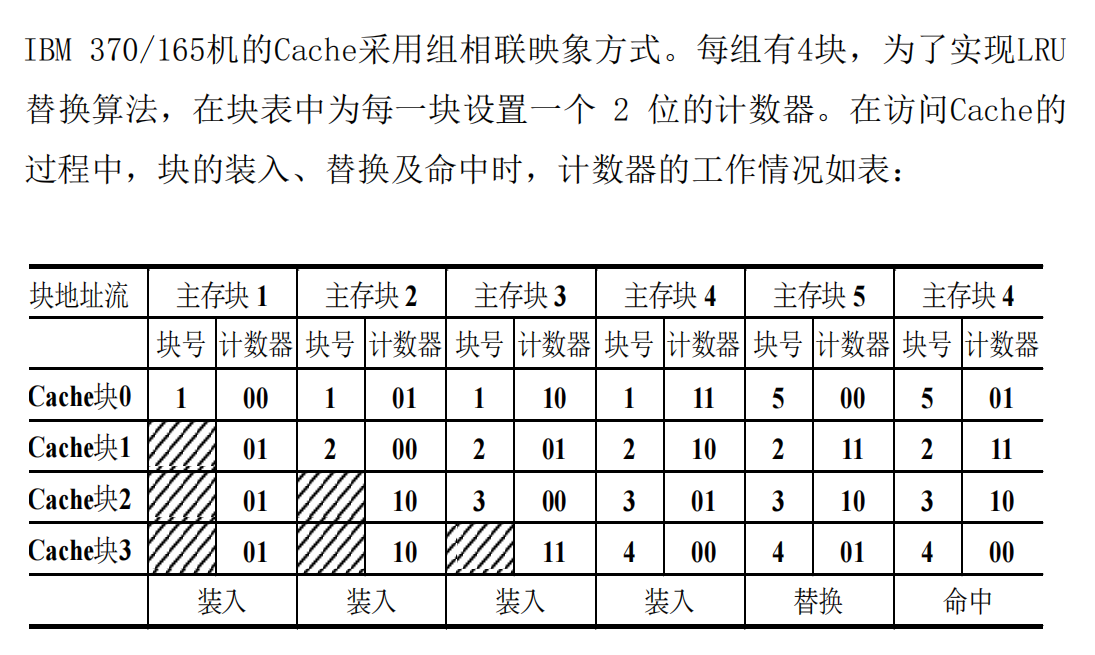 IBM 370/165机的Cache采用组相联映象方式。每组有4块，为了实现LRU
替换算法，在块表中为每一块设置一个 2 位的计数器。在访问Cache的
过程中，块的装入、替换及命中时，计数器的工作情况如表：
块地址流 主存块 1 主存块 2 主存块 3 主存块 4 主存块 5 主存块 4
块号 计数器 块号 计数器 块号 计数器 块号 计数器 块号 计数器 块号 计数器
Cache块0 1 00 1 01 1 10 1 11 5 00 5 01
Cache块1 01 2 00 2 01 2 10 2 11 2 11
Cache块2 01 10 3 00 3 01 3 10 3 10
Cache块3 01 10 11 4 00 4 01 4 00
装入 装入 装入 装入 替换 命中